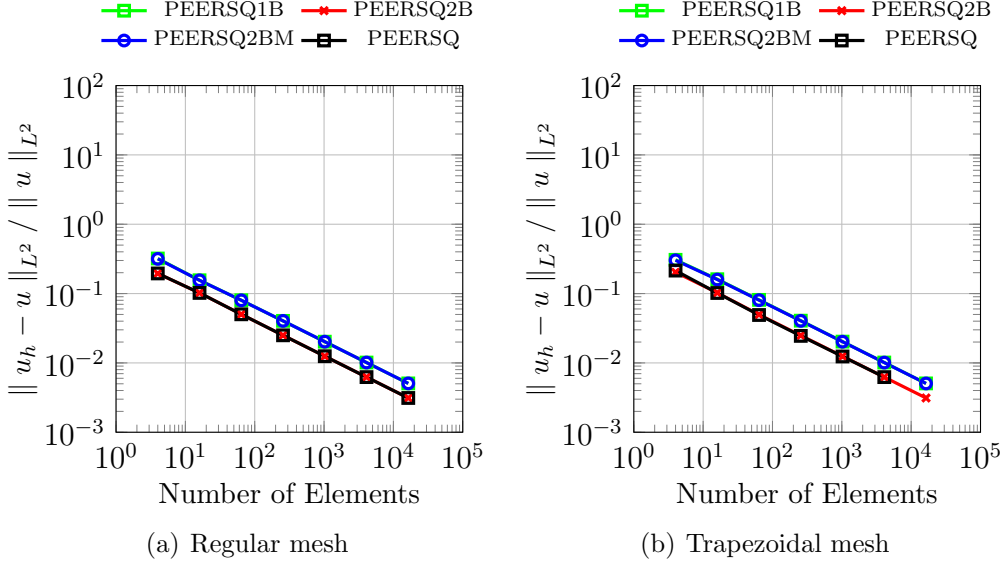 PEERSQ1B PEERSQ2B
PEERSQ2BM PEERSQ
‖ u_h − u ‖_{L^2} / ‖ u ‖_{L^2}
10^2
10^1
10^0
10^{-1}
10^{-2}
10^{-3}
10^0 10^1 10^2 10^3 10^4 10^5
Number of Elements
(a) Regular mesh
PEERSQ1B PEERSQ2B
PEERSQ2BM PEERSQ
‖ u_h − u ‖_{L^2} / ‖ u ‖_{L^2}
10^2
10^1
10^0
10^{-1}
10^{-2}
10^{-3}
10^0 10^1 10^2 10^3 10^4 10^5
Number of Elements
(b) Trapezoidal mesh